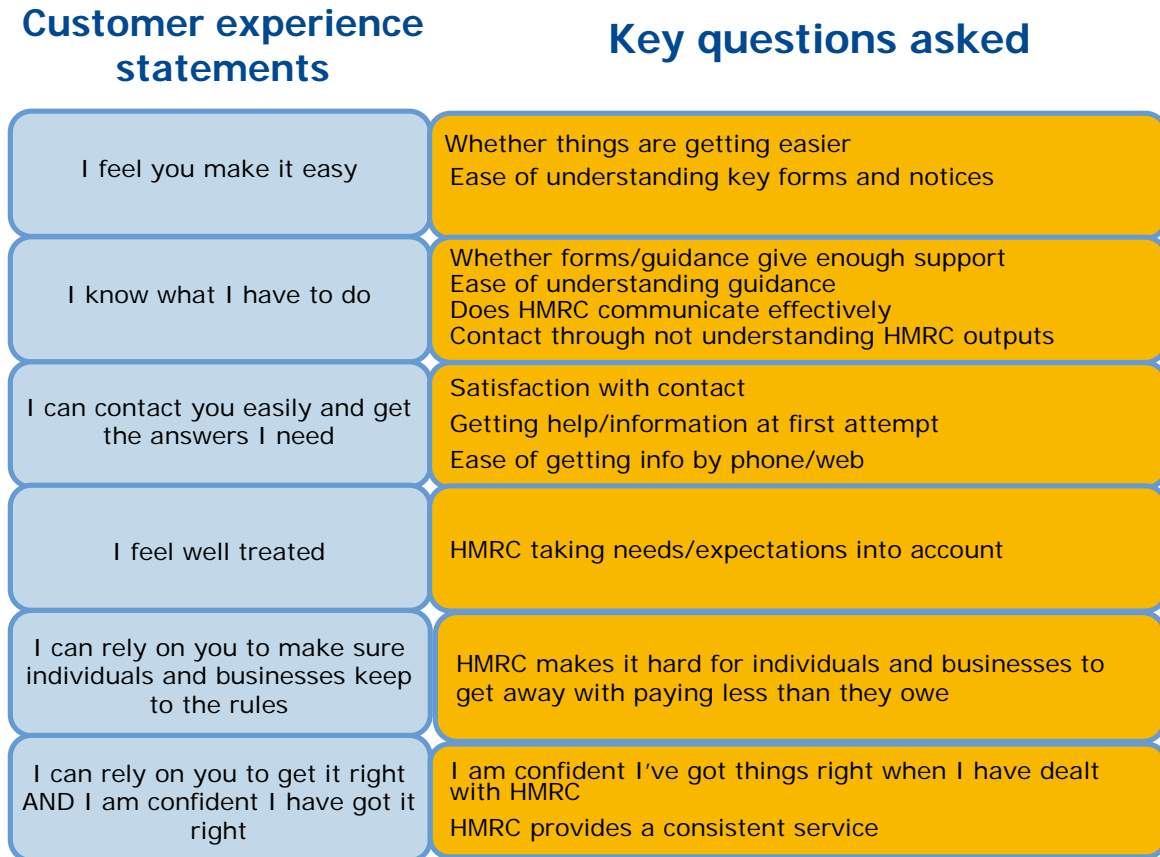 Customer experience
statements
Key questions asked
I feel you make it easy
Whether things are getting easier
Ease of understanding key forms and notices
I know what I have to do
Whether forms/guidance give enough support
Ease of understanding guidance
Does HMRC communicate effectively
Contact through not understanding HMRC outputs
I can contact you easily and get
the answers I need
Satisfaction with contact
Getting help/information at first attempt
Ease of getting info by phone/web
I feel well treated
HMRC taking needs/expectations into account
I can rely on you to make sure
individuals and businesses keep
to the rules
HMRC makes it hard for individuals and businesses to
get away with paying less than they owe
I can rely on you to get it right
AND I am confident I have got it
right
I am confident I've got things right when I have dealt
with HMRC
HMRC provides a consistent service